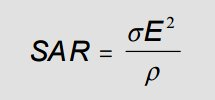 SAR = σE² / ρ